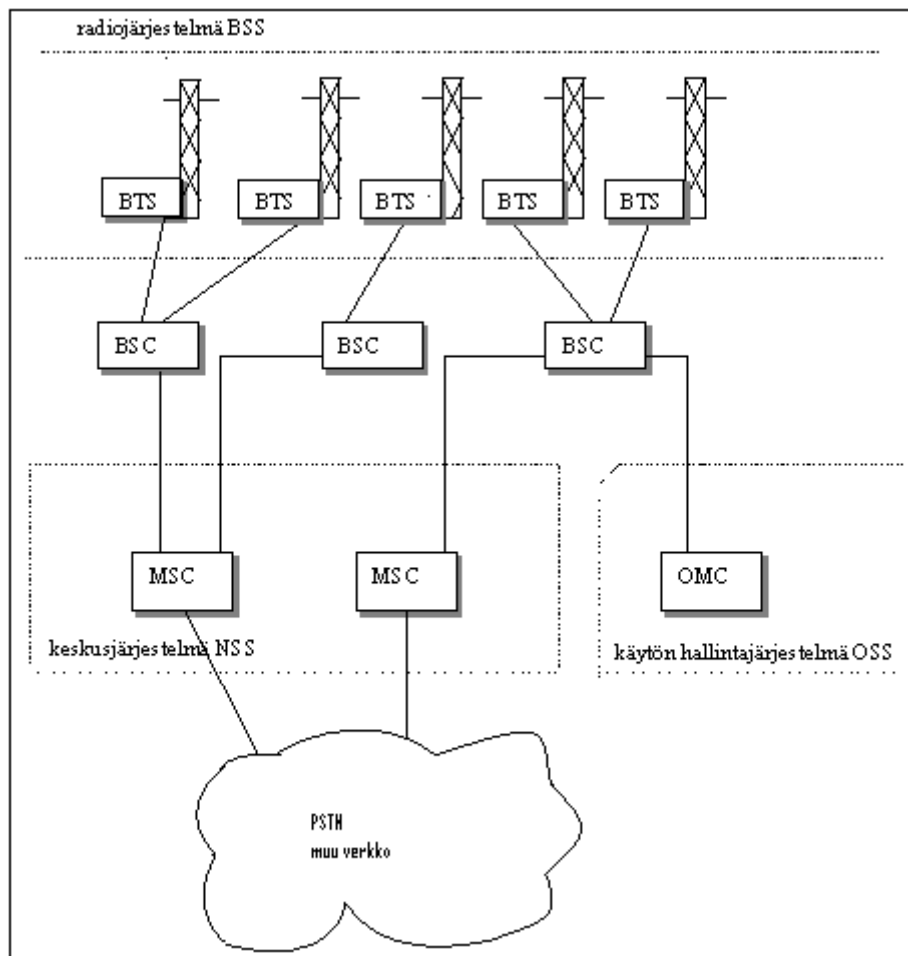 radiojärjestelmä BSS
BTS
BTS
BTS
BTS
BTS
BSC
BSC
BSC
MSC
MSC
OMC
keskusjärjestelmä NSS
käytön hallintajärjestelmä OSS
PSTN
muu verkko